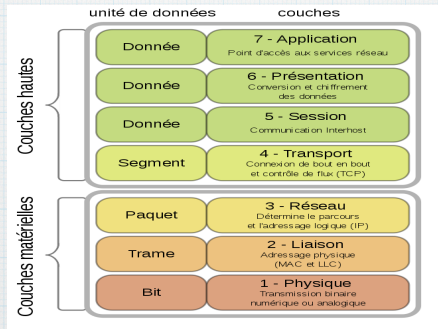 unité de données couches
Couches hautes
Donnée
7 - Application
Point d'accès aux services réseau
Donnée
6 - Présentation
Conversion et chiffrement
des données
Donnée
5 - Session
Communication Interhost
Segment
4 - Transport
Connexion de bout en bout
et contrôle de flux (TCP)
Couches matérielles
Paquet
3 - Réseau
Détermine le parcours
et l'adressage logique (IP)
Trame
2 - Liaison
Adressage physique
(MAC et LLC)
Bit
1 - Physique
Transmission binaire
numérique ou analogique